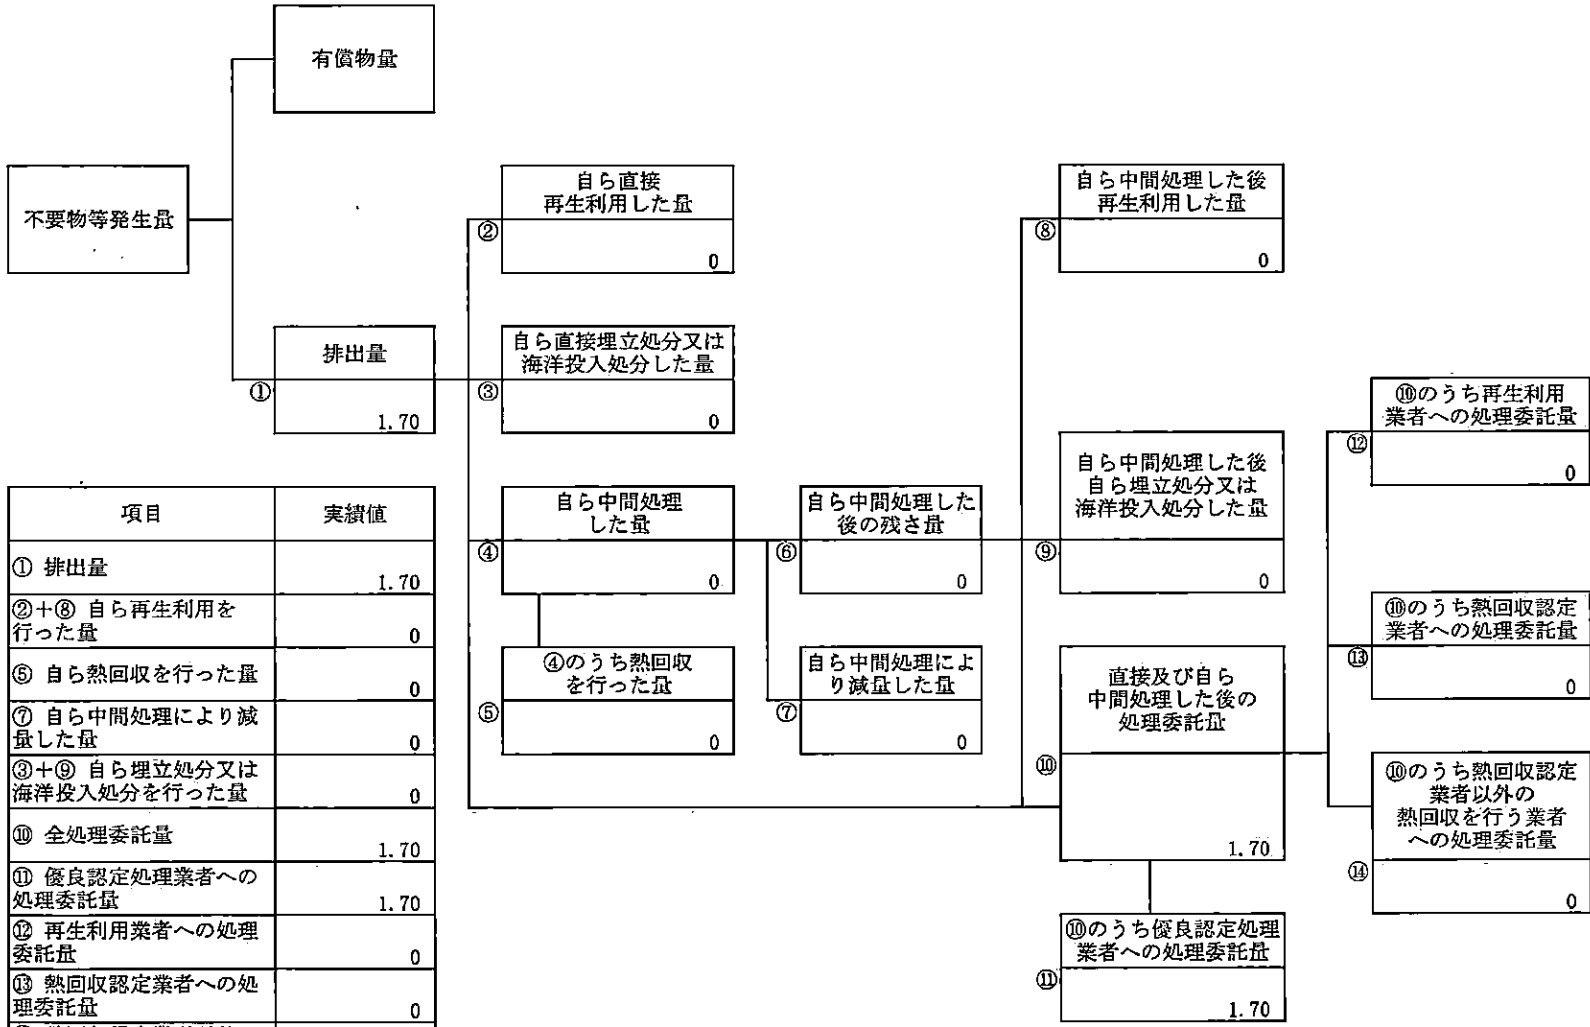 有償物量
不要物等発生量
排出量
①
1.70
自ら直接
再生利用した量
②
0
自ら直接埋立処分又は
海洋投入処分した量
③
0
自ら中間処理
した量
④
0
④のうち熱回収
を行った量
⑤
0
自ら中間処理した
後の残さ量
⑥
0
自ら中間処理によ
り減量した量
⑦
0
自ら中間処理した後
再生利用した量
⑧
0
自ら中間処理した後
自ら埋立処分又は
海洋投入処分した量
⑨
0
直接及び自ら
中間処理した後の
処理委託量
⑩
1.70
⑩のうち優良認定処理
業者への処理委託量
⑪
1.70
⑩のうち再生利用
業者への処理委託量
⑫
0
⑩のうち熱回収認定
業者への処理委託量
⑬
0
⑩のうち熱回収認定
業者以外の
熱回収を行う業者
への処理委託量
⑭
0
項目 実績値
① 排出量 1.70
②+⑧ 自ら再生利用を
行った量 0
⑤ 自ら熱回収を行った量 0
⑦ 自ら中間処理により減
量した量 0
③+⑨ 自ら埋立処分又は
海洋投入処分を行った量 0
⑩ 全処理委託量 1.70
⑪ 優良認定処理業者への
処理委託量 1.70
⑫ 再生利用業者への処理
委託量 0
⑬ 熱回収認定業者への処
理委託量 0